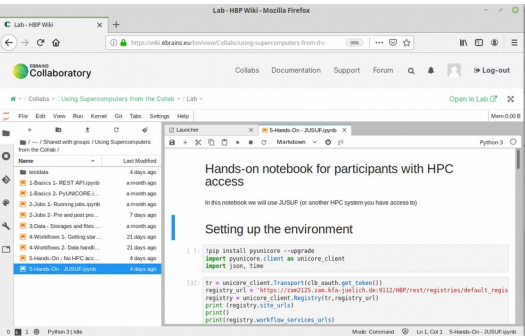 Lab - HBP Wiki - Mozilla Firefox
Lab - HBP Wiki
https://wiki.ebrains.eu/bin/view/Collabs/using-supercomputers-from-the
30%
EBRAINS
Collaboratory
Collabs Documentation Support Forum Log-out
/ Collabs / Using Supercomputers from the Collab / Lab
Open in Lab
File Edit View Run Kernel Git Tabs Settings Help
Mem: 0.00 B
Launcher
5-Hands-On - JUSUF.ipynb
/ ··· / Shared with groups / Using Supercomputers
from the Collab /
Markdown
Python 3
Name Last Modified
testdata 4 days ago
1-Basics 1- REST API.ipynb a month ago
1-Basics 2- PyUNICORE.i... a month ago
2-Jobs 1- Running jobs.ipynb a month ago
2-Jobs 2- Pre and post pro... 7 days ago
3-Data - Storages and files.... a month ago
4-Workflows 1- Getting star... 21 days ago
4-Workflows 2- Data handli... 21 days ago
5-Hands-On - No HPC acc... 4 days ago
5-Hands-On - JUSUF.ipynb 4 days ago
Hands-on notebook for participants with HPC
access
In this notebook we will use JUSUF (or another HPC system you have access to)
Setting up the environment
[ ]: !pip install pyunicore --upgrade
import pyunicore.client as unicore_client
import json, time
[3]: tr = unicore_client.Transport(clb_oauth.get_token())
registry_url = 'https://zam2125.zam.kfa-juelich.de:9112/HBP/rest/registries/default_regis
registry = unicore_client.Registry(tr,registry_url)
print (registry.site_urls)
print()
print(registry.workflow_services_urls)
0 1 Python 3 | Idle
Mode: Command Ln 1, Col 1 5-Hands-On - JUSUF.ipynb